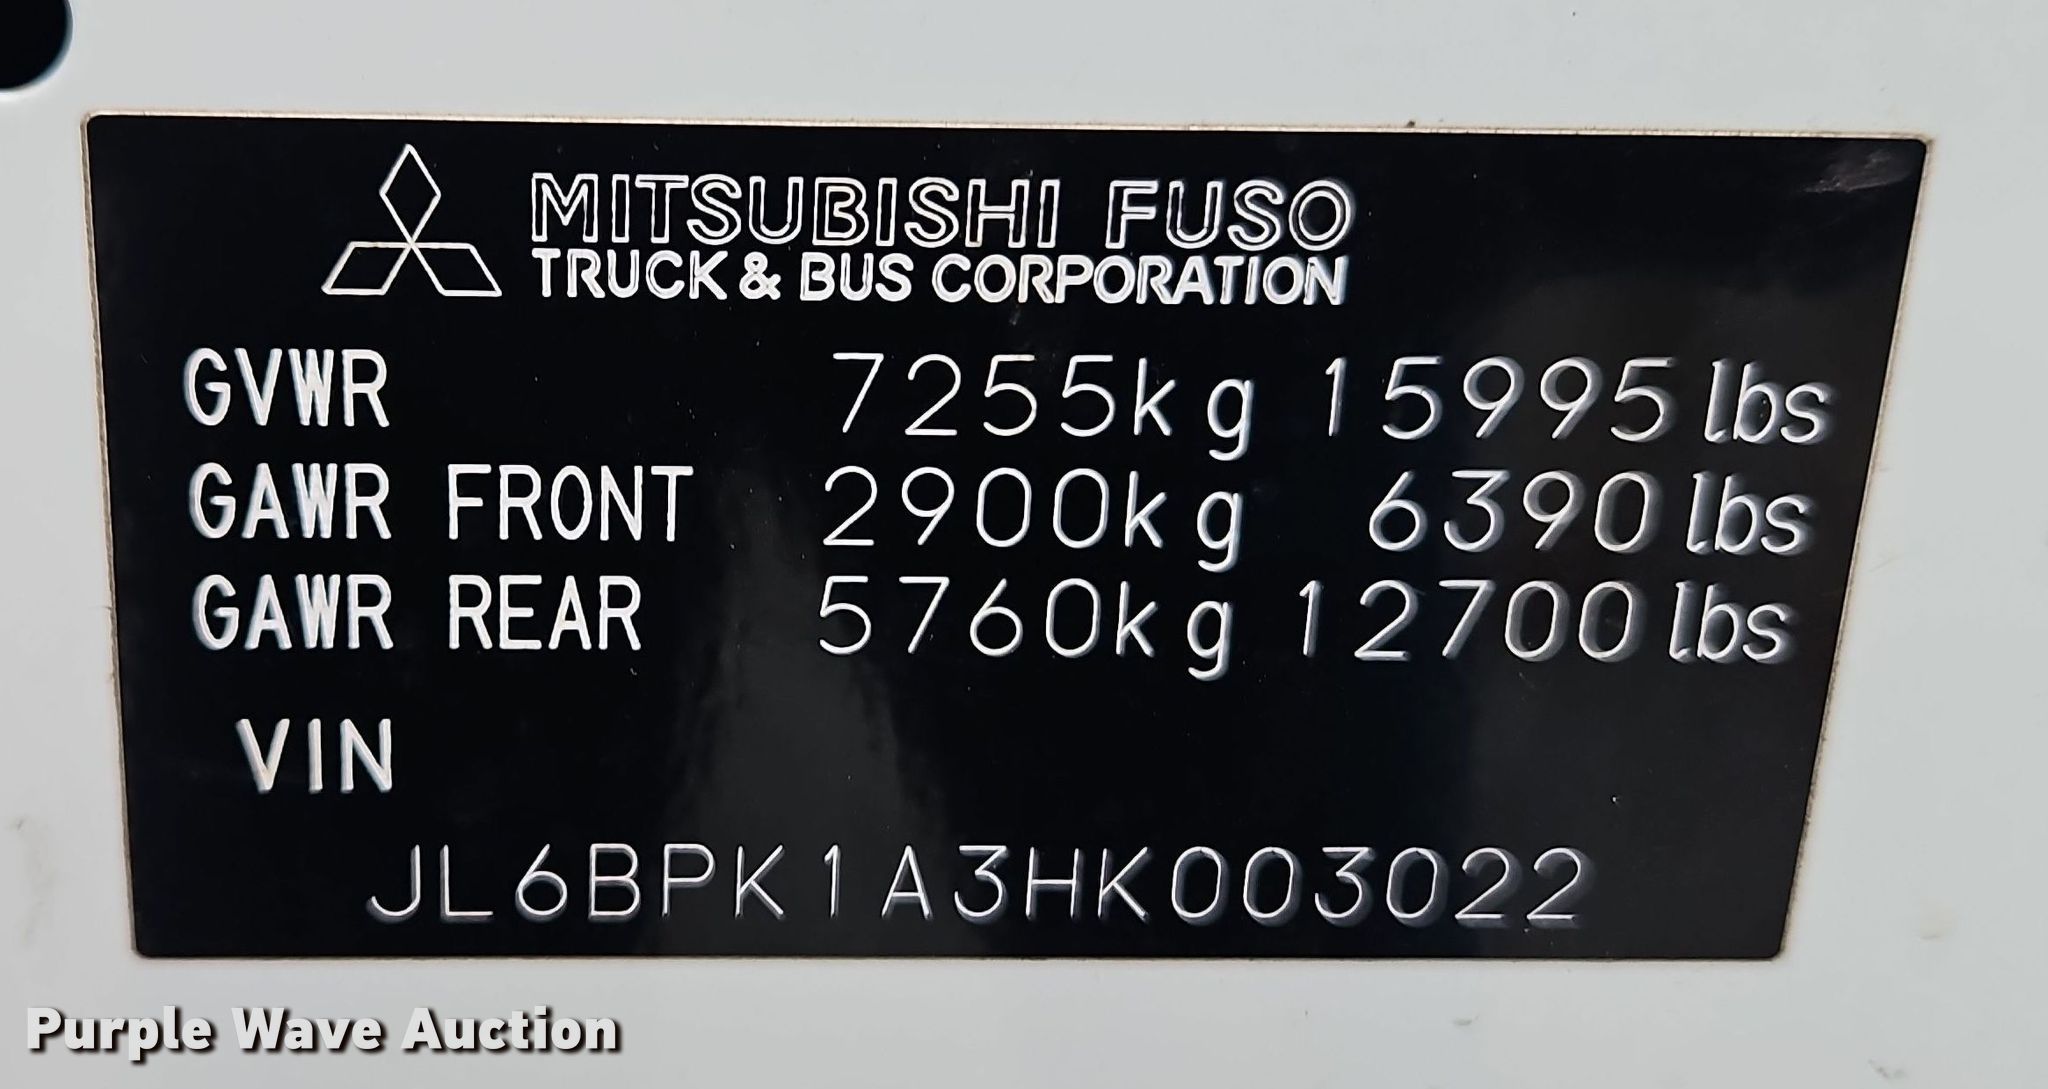 MITSUBISHI FUSO
TRUCK & BUS CORPORATION
GVWR 7255kg 15995lbs
GAWR FRONT 2900kg 6390lbs
GAWR REAR 5760kg 12700lbs
VIN
JL6BPK1A3HK003022
Purple Wave Auction